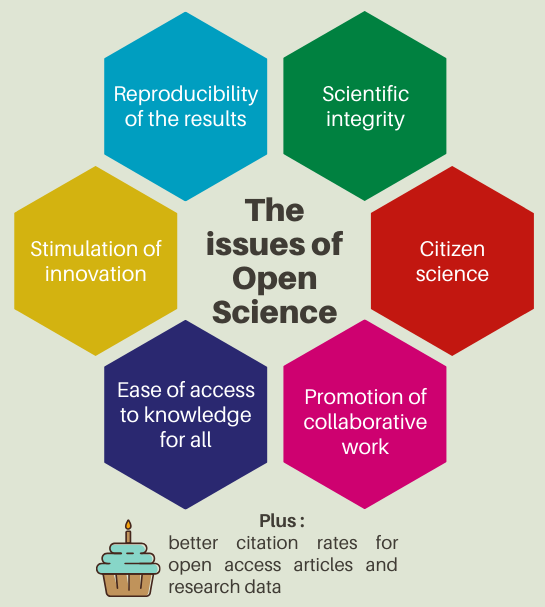 Reproducibility
of the results
Scientific
integrity
Stimulation of
innovation
The
issues of
Open
Science
Citizen
science
Ease of access
to knowledge
for all
Promotion of
collaborative
work
Plus :
better citation rates for
open access articles and
research data